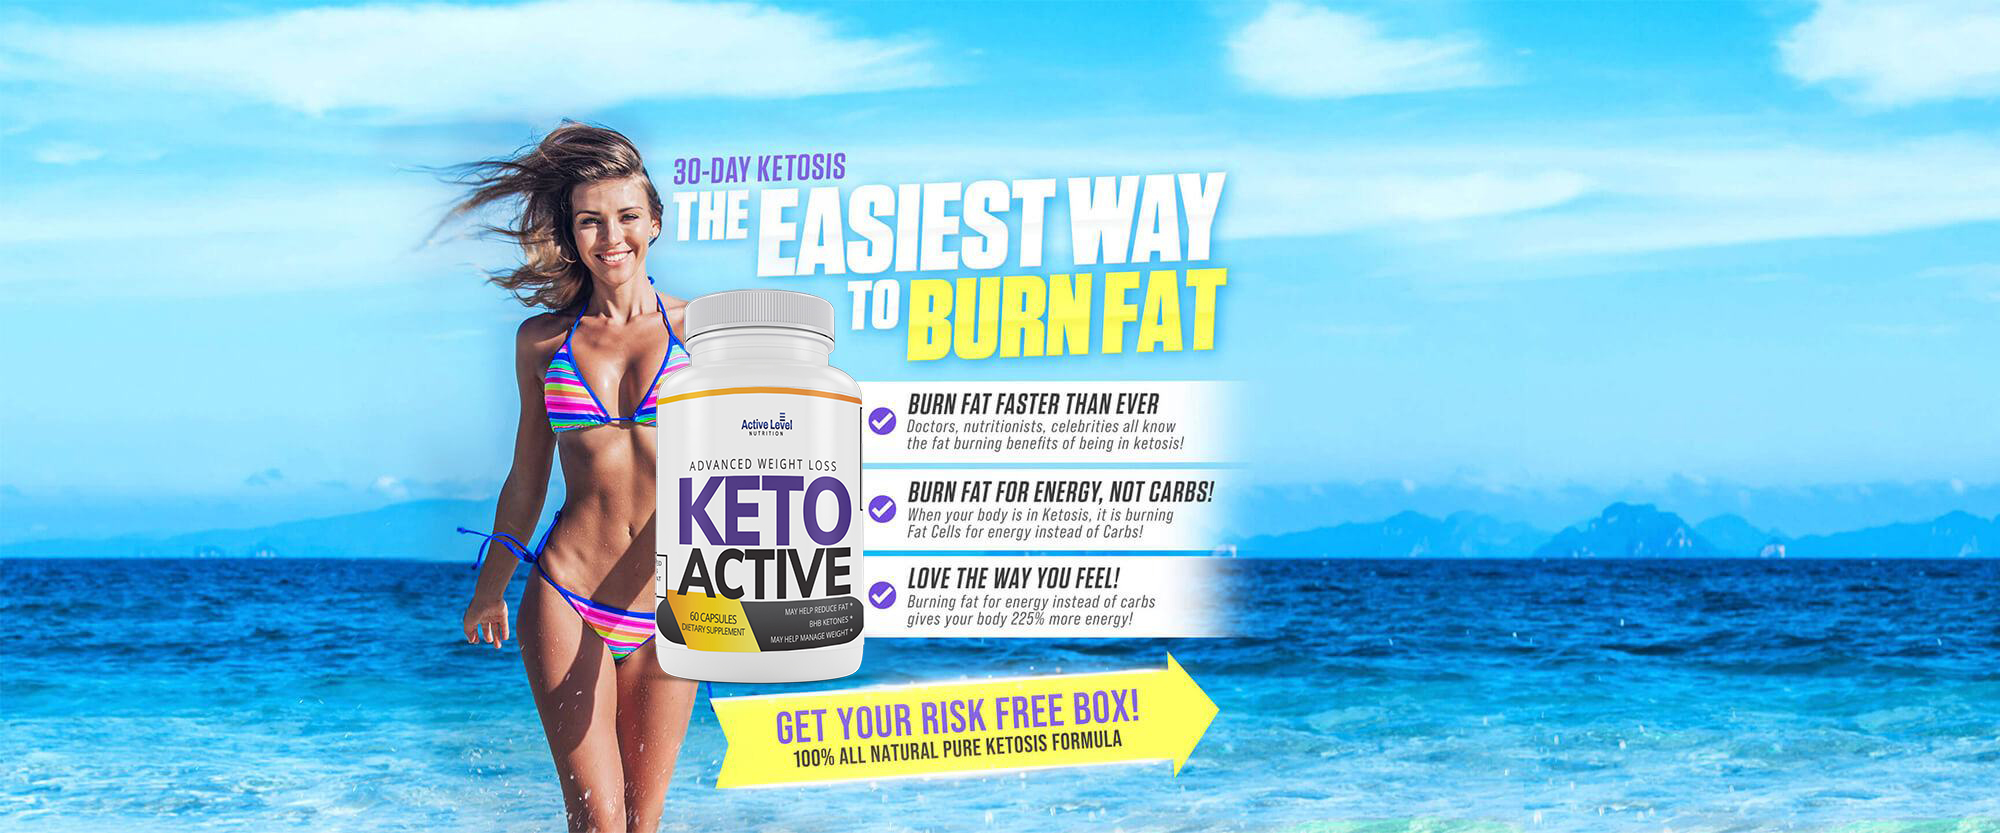 30-DAY KETOSIS
THE EASIEST WAY
TO BURN FAT
BURN FAT FASTER THAN EVER
Doctors, nutritionists, celebrities all know
the fat burning benefits of being in ketosis!
BURN FAT FOR ENERGY, NOT CARBS!
When your body is in Ketosis, it is burning
Fat Cells for energy instead of Carbs!
LOVE THE WAY YOU FEEL!
Burning fat for energy instead of carbs
gives your body 225% more energy!
Active Level
NUTRITION
ADVANCED WEIGHT LOSS
KETO
ACTIVE
60 CAPSULES
DIETARY SUPPLEMENT
MAY HELP REDUCE FAT *
BHB KETONES *
MAY HELP MANAGE WEIGHT *
GET YOUR RISK FREE BOX!
100% ALL NATURAL PURE KETOSIS FORMULA